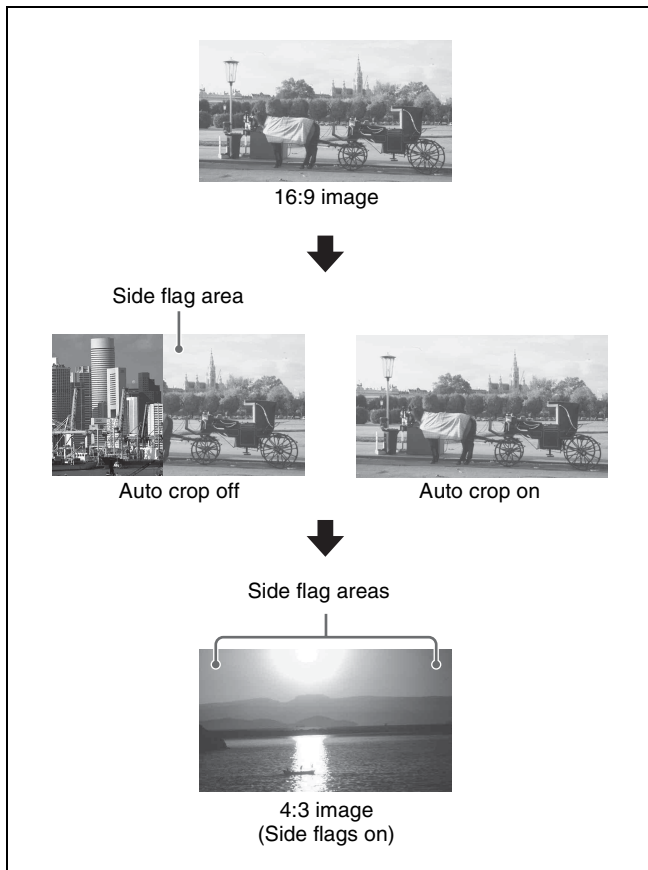 16:9 image
Side flag area
Auto crop off
Auto crop on
Side flag areas
4:3 image
(Side flags on)